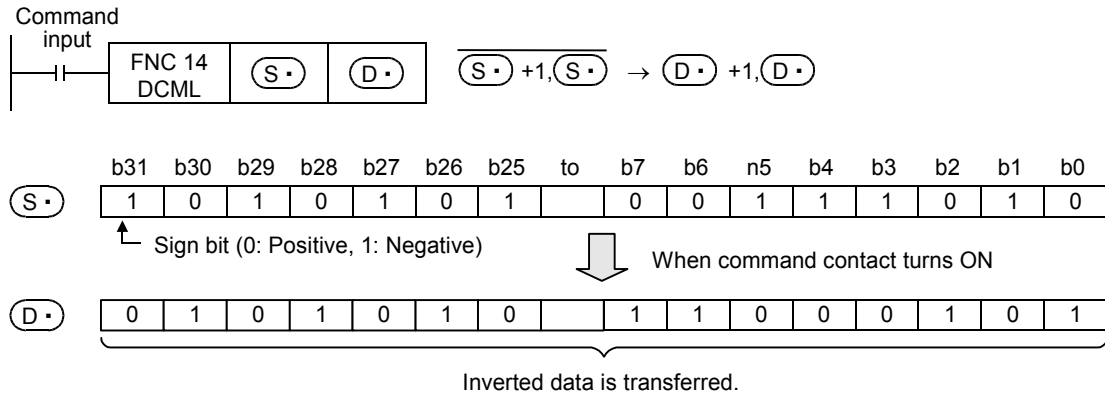 Command
input
FNC 14
DCML
S· D· S· +1,S· → D· +1,D·
b31 b30 b29 b28 b27 b26 b25 to b7 b6 n5 b4 b3 b2 b1 b0
S· 1 0 1 0 1 0 1 0 0 1 1 1 0 1 0
Sign bit (0: Positive, 1: Negative)
When command contact turns ON
D· 0 1 0 1 0 1 0 1 1 0 0 0 1 0 1
Inverted data is transferred.